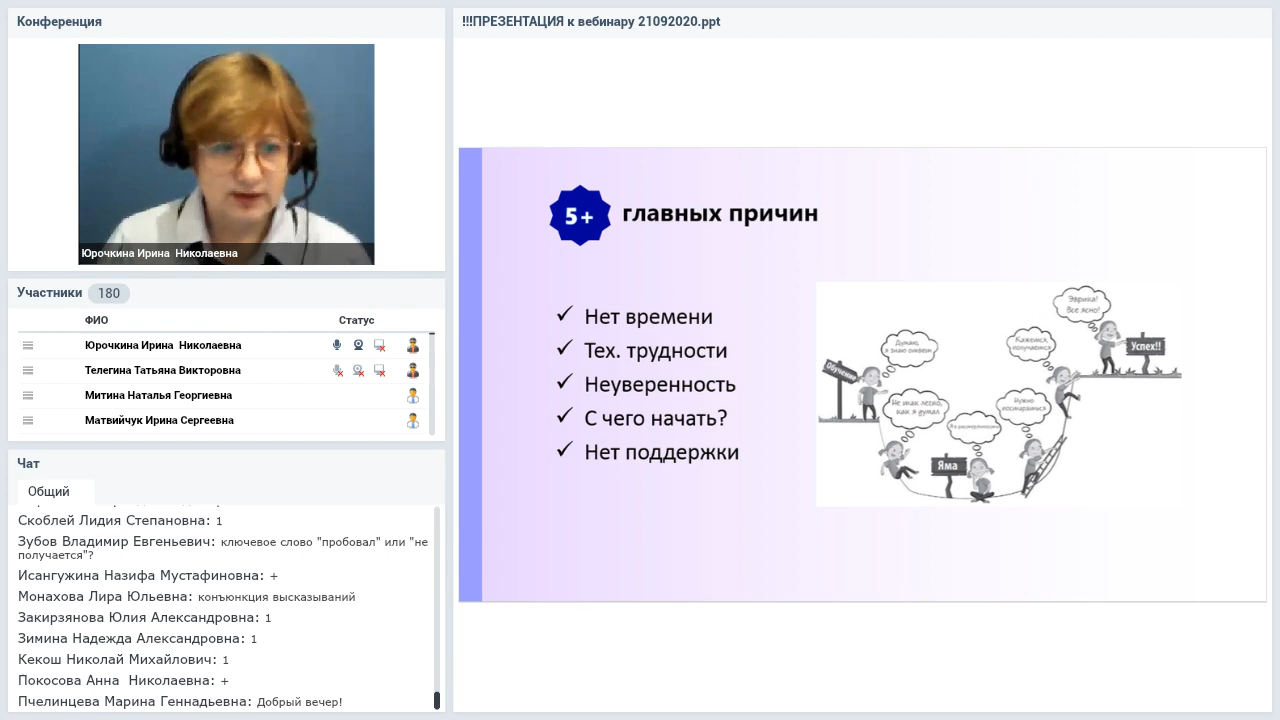 Конференция
Юрочкина Ирина Николаевна
Участники 180
ФИО Статус
Юрочкина Ирина Николаевна
Телегина Татьяна Викторовна
Митина Наталья Георгиевна
Матвийчук Ирина Сергеевна
Чат
Общий
Скоблей Лидия Степановна: 1
Зубов Владимир Евгеньевич: ключевое слово "пробовал" или "не
получается"?
Исангужина Назифа Мустафиновна: +
Монахова Лира Юльевна: конъюнкция высказываний
Закирзянова Юлия Александровна: 1
Зимина Надежда Александровна: 1
Кекош Николай Михайлович: 1
Покосова Анна Николаевна: +
Пчелинцева Марина Геннадьевна: Добрый вечер!
!!!ПРЕЗЕНТАЦИЯ к вебинару 21092020.ppt
5+ главных причин
Нет времени
Тех. трудности
Неуверенность
С чего начать?
Нет поддержки
Эврика!
Все ясно!
Успех!!
Кажется,
получается
Думаю,
я знаю
Обучение
Не так легко,
как я думал
Нужно
постараться
Яма